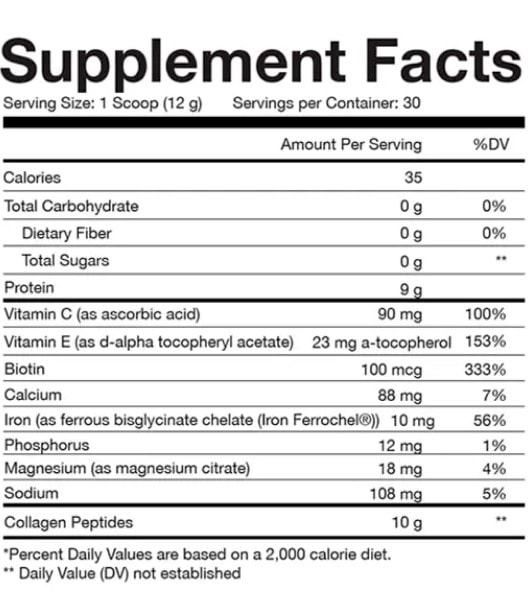 Supplement Facts
Serving Size: 1 Scoop (12 g) Servings per Container: 30
Amount Per Serving %DV
Calories 35
Total Carbohydrate 0 g 0%
Dietary Fiber 0 g 0%
Total Sugars 0 g **
Protein 9 g
Vitamin C (as ascorbic acid) 90 mg 100%
Vitamin E (as d-alpha tocopheryl acetate) 23 mg a-tocopherol 153%
Biotin 100 mcg 333%
Calcium 88 mg 7%
Iron (as ferrous bisglycinate chelate (Iron Ferrochel®)) 10 mg 56%
Phosphorus 12 mg 1%
Magnesium (as magnesium citrate) 18 mg 4%
Sodium 108 mg 5%
Collagen Peptides 10 g **
*Percent Daily Values are based on a 2,000 calorie diet.
** Daily Value (DV) not established